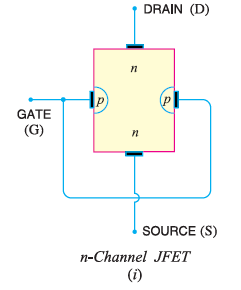 DRAIN (D)
n
p
p
GATE
(G)
n
SOURCE (S)
n-Channel JFET
(i)